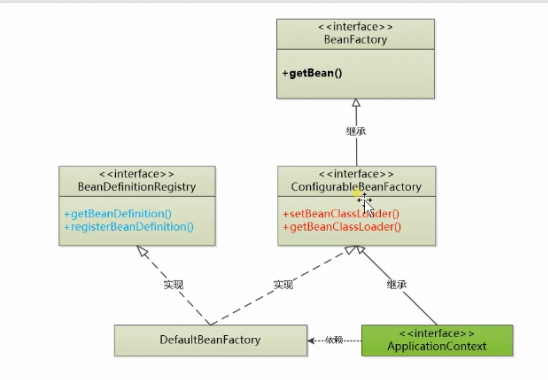 <<interface>>
BeanFactory
+getBean()
继承
<<interface>>
BeanDefinitionRegistry
+getBeanDefinition()
+registerBeanDefinition()
<<interface>>
ConfigurableBeanFactory
+setBeanClassLoader()
+getBeanClassLoader()
实现
实现
继承
DefaultBeanFactory
依赖
<<interface>>
ApplicationContext